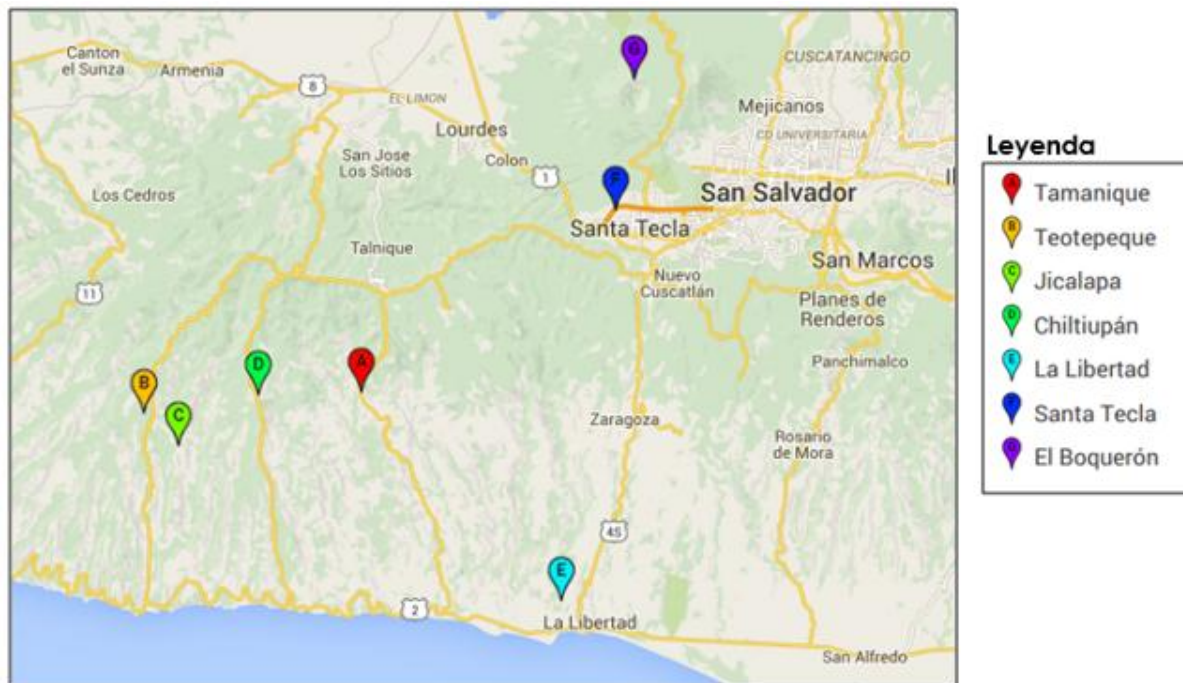 G
CUSCATANCINGO
Canton
el Sunza
Armenia
8
EL LIMON
Mejicanos
Lourdes
CD UNIVERSITARIA
San Jose
Los Sitios
Colon
1
F
Los Cedros
San Salvador
Santa Tecla
Talnique
San Marcos
Nuevo
Cuscatlán
11
Planes de
Renderos
A
D
Panchimalco
B
C
Zaragoza
Rosario
de Mora
45
E
2
La Libertad
San Alfredo
Leyenda
A Tamanique
B Teotepeque
C Jicalapa
D Chiltiupán
E La Libertad
F Santa Tecla
G El Boquerón